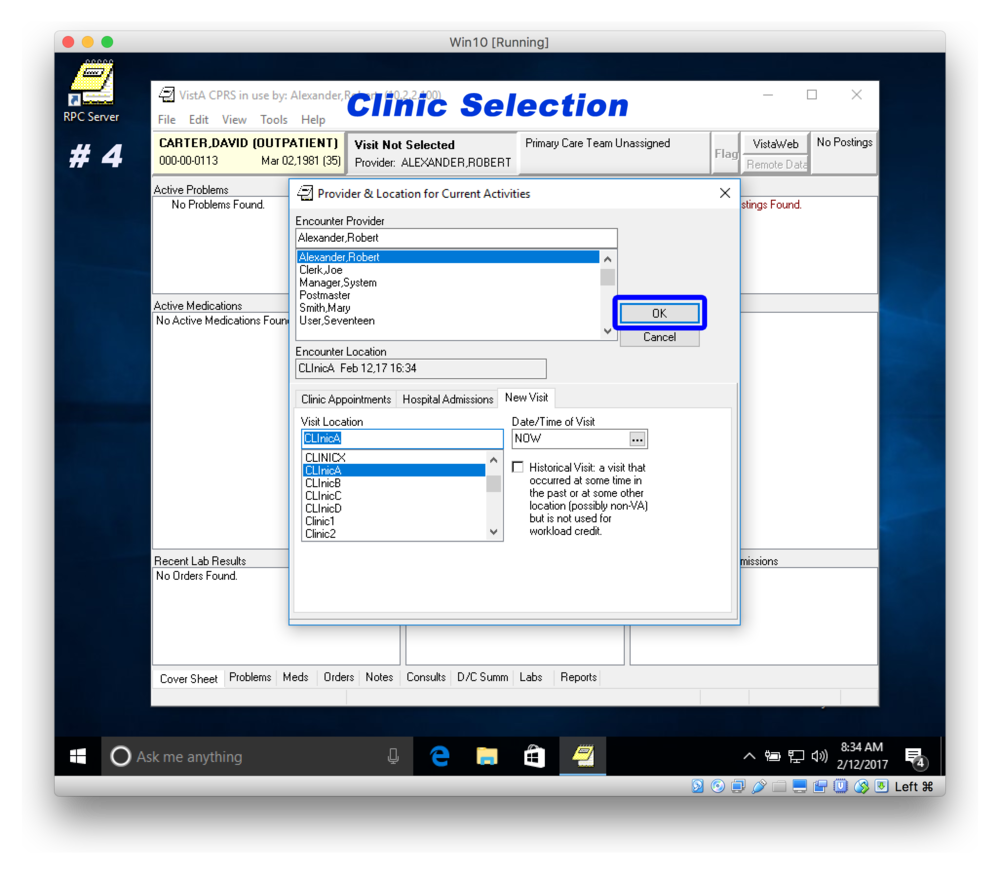 Win10 [Running]
RPC Server
# 4
Clinic Selection
VistA CPRS in use by: Alexander,
File Edit View Tools Help
CARTER,DAVID (OUTPATIENT)
000-00-0113 Mar 02,1981 (35)
Visit Not Selected
Provider: ALEXANDER,ROBERT
Primary Care Team Unassigned
Flag
VistaWeb
Remote Data
No Postings
Active Problems
No Problems Found.
stings Found.
Active Medications
No Active Medications Foun
Recent Lab Results
No Orders Found.
missions
Provider & Location for Current Activities
Encounter Provider
Alexander,Robert
Alexander,Robert
Clerk,Joe
Manager,System
Postmaster
Smith,Mary
User,Seventeen
OK
Cancel
Encounter Location
CLInicA Feb 12,17 16:34
Clinic Appointments Hospital Admissions New Visit
Visit Location
CLInicA
CLINICX
CLInicA
CLInicB
CLInicC
CLInicD
Clinic1
Clinic2
Date/Time of Visit
NOW ...
Historical Visit: a visit that
occurred at some time in
the past or at some other
location (possibly non-VA)
but is not used for
workload credit.
Cover Sheet Problems Meds Orders Notes Consults D/C Summ Labs Reports
Ask me anything
8:34 AM
2/12/2017
4
Left ⌘